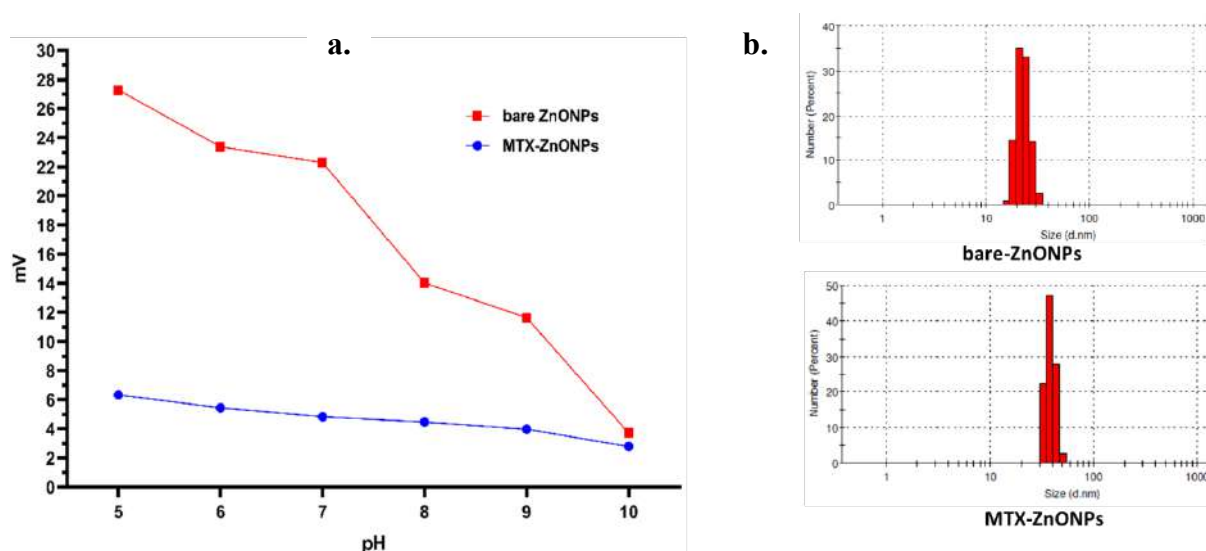 a.
30
28
26
24
22
20
18
16
14
12
10
8
6
4
2
0
mV
bare ZnONPs
MTX-ZnONPs
5 6 7 8 9 10
pH
b.
40
30
20
10
0
Number (Percent)
1 10 100 1000
Size (d.nm)
bare-ZnONPs
50
40
30
20
10
0
Number (Percent)
1 10 100 1000
Size (d.nm)
MTX-ZnONPs